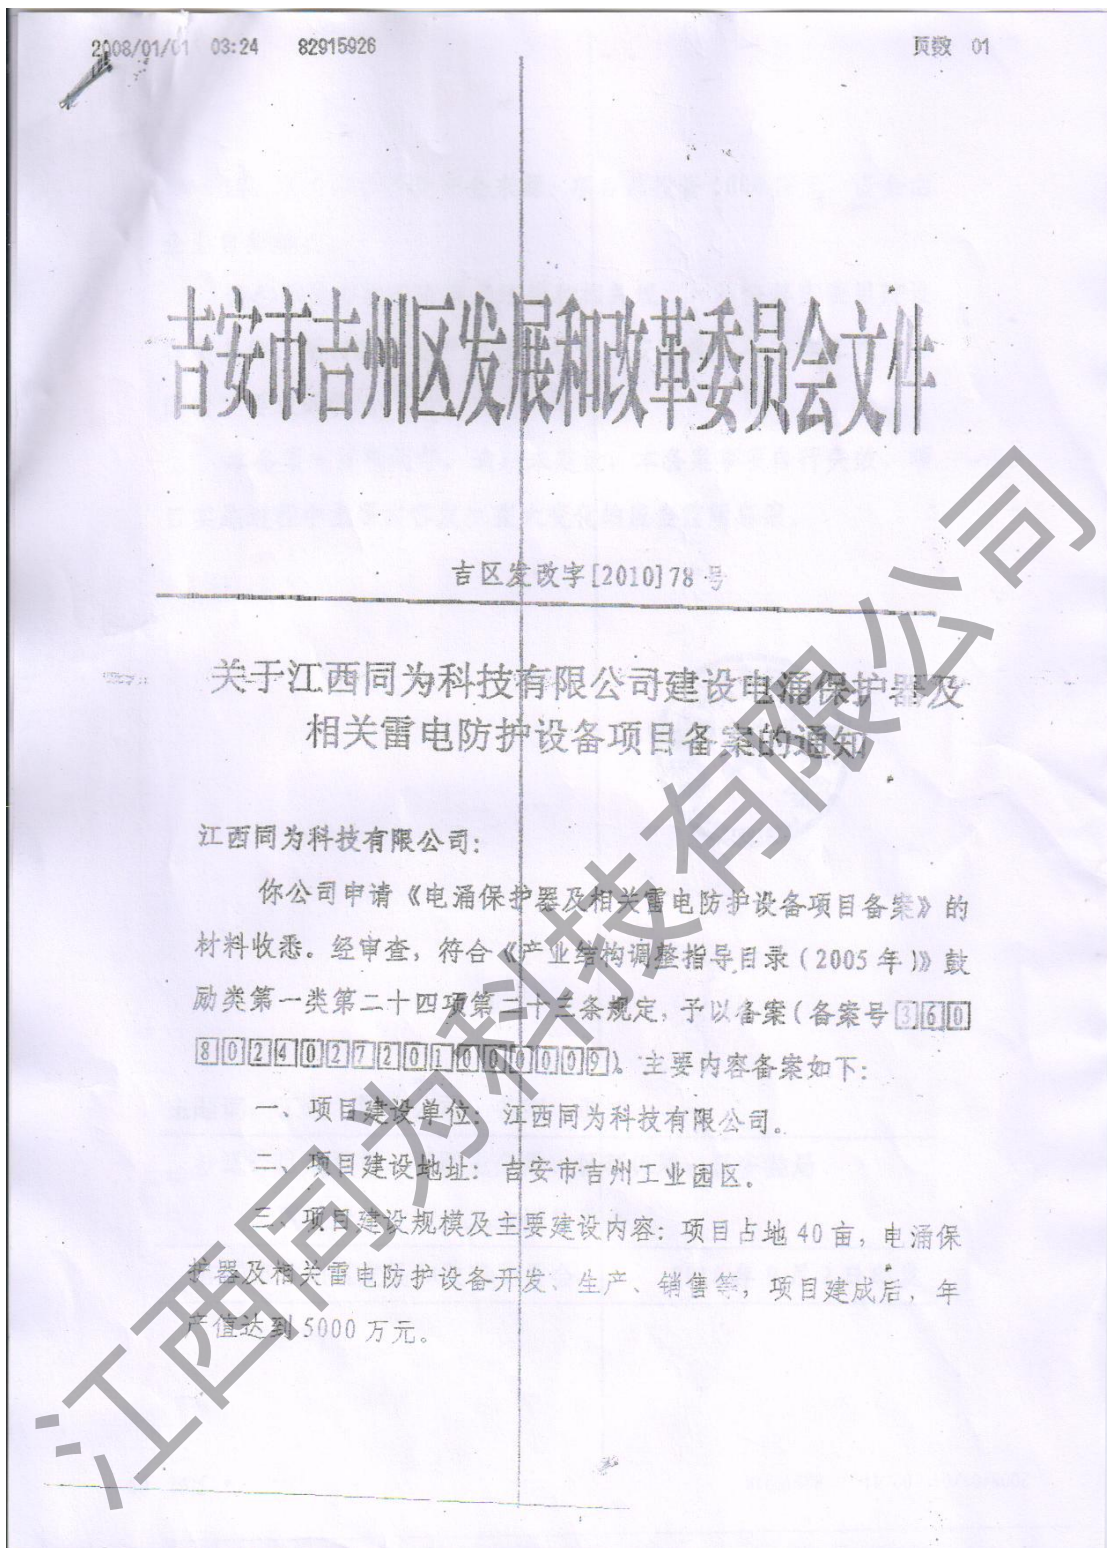 2008/01/01 03:24 82915926 页数 01
吉安市吉州区发展和改革委员会文件
吉区发改字[2010]78号
关于江西同为科技有限公司建设电涌保护器及
相关雷电防护设备项目备案的通知
江西同为科技有限公司：
你公司申请《电涌保护器及相关雷电防护设备项目备案》的
材料收悉。经审查，符合《产业结构调整指导目录（2005年）》鼓
励类第一类第二十四项第二十三条规定，予以备案（备案号360
8024027201000009）。主要内容备案如下：
一、项目建设单位：江西同为科技有限公司。
二、项目建设地址：吉安市吉州工业园区。
三、项目建设规模及主要建设内容：项目占地40亩，电涌保
护器及相关雷电防护设备开发、生产、销售等，项目建成后，年
产值达到5000万元。
江西同为科技有限公司